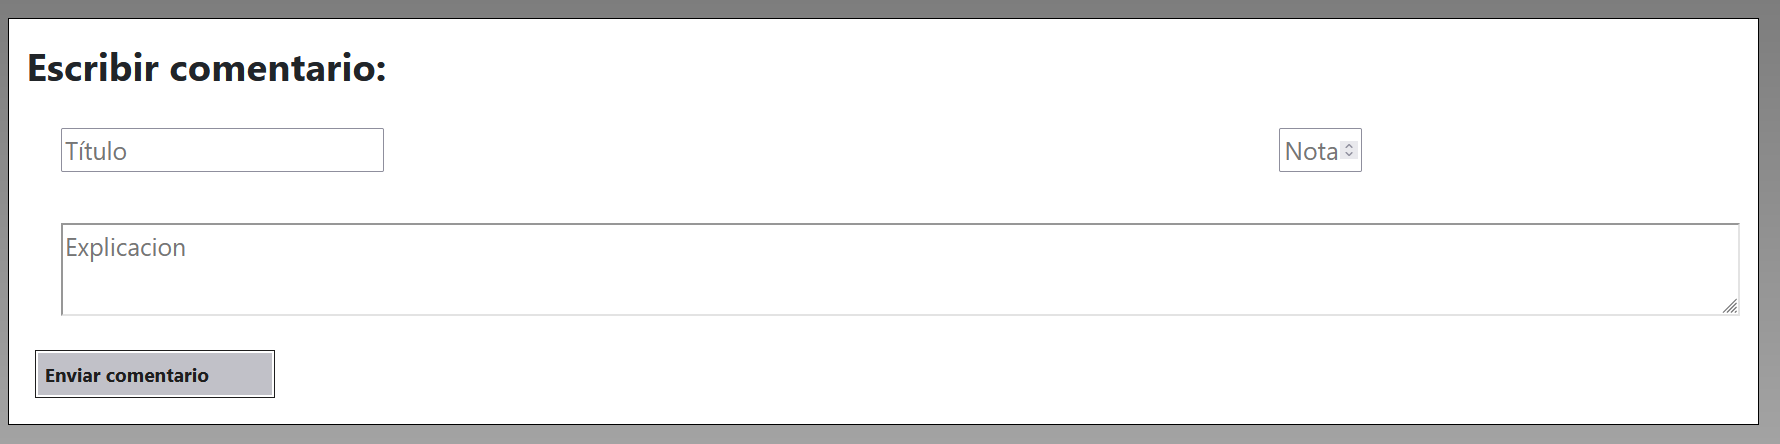 Escribir comentario:
Título
Nota
Explicacion
Enviar comentario